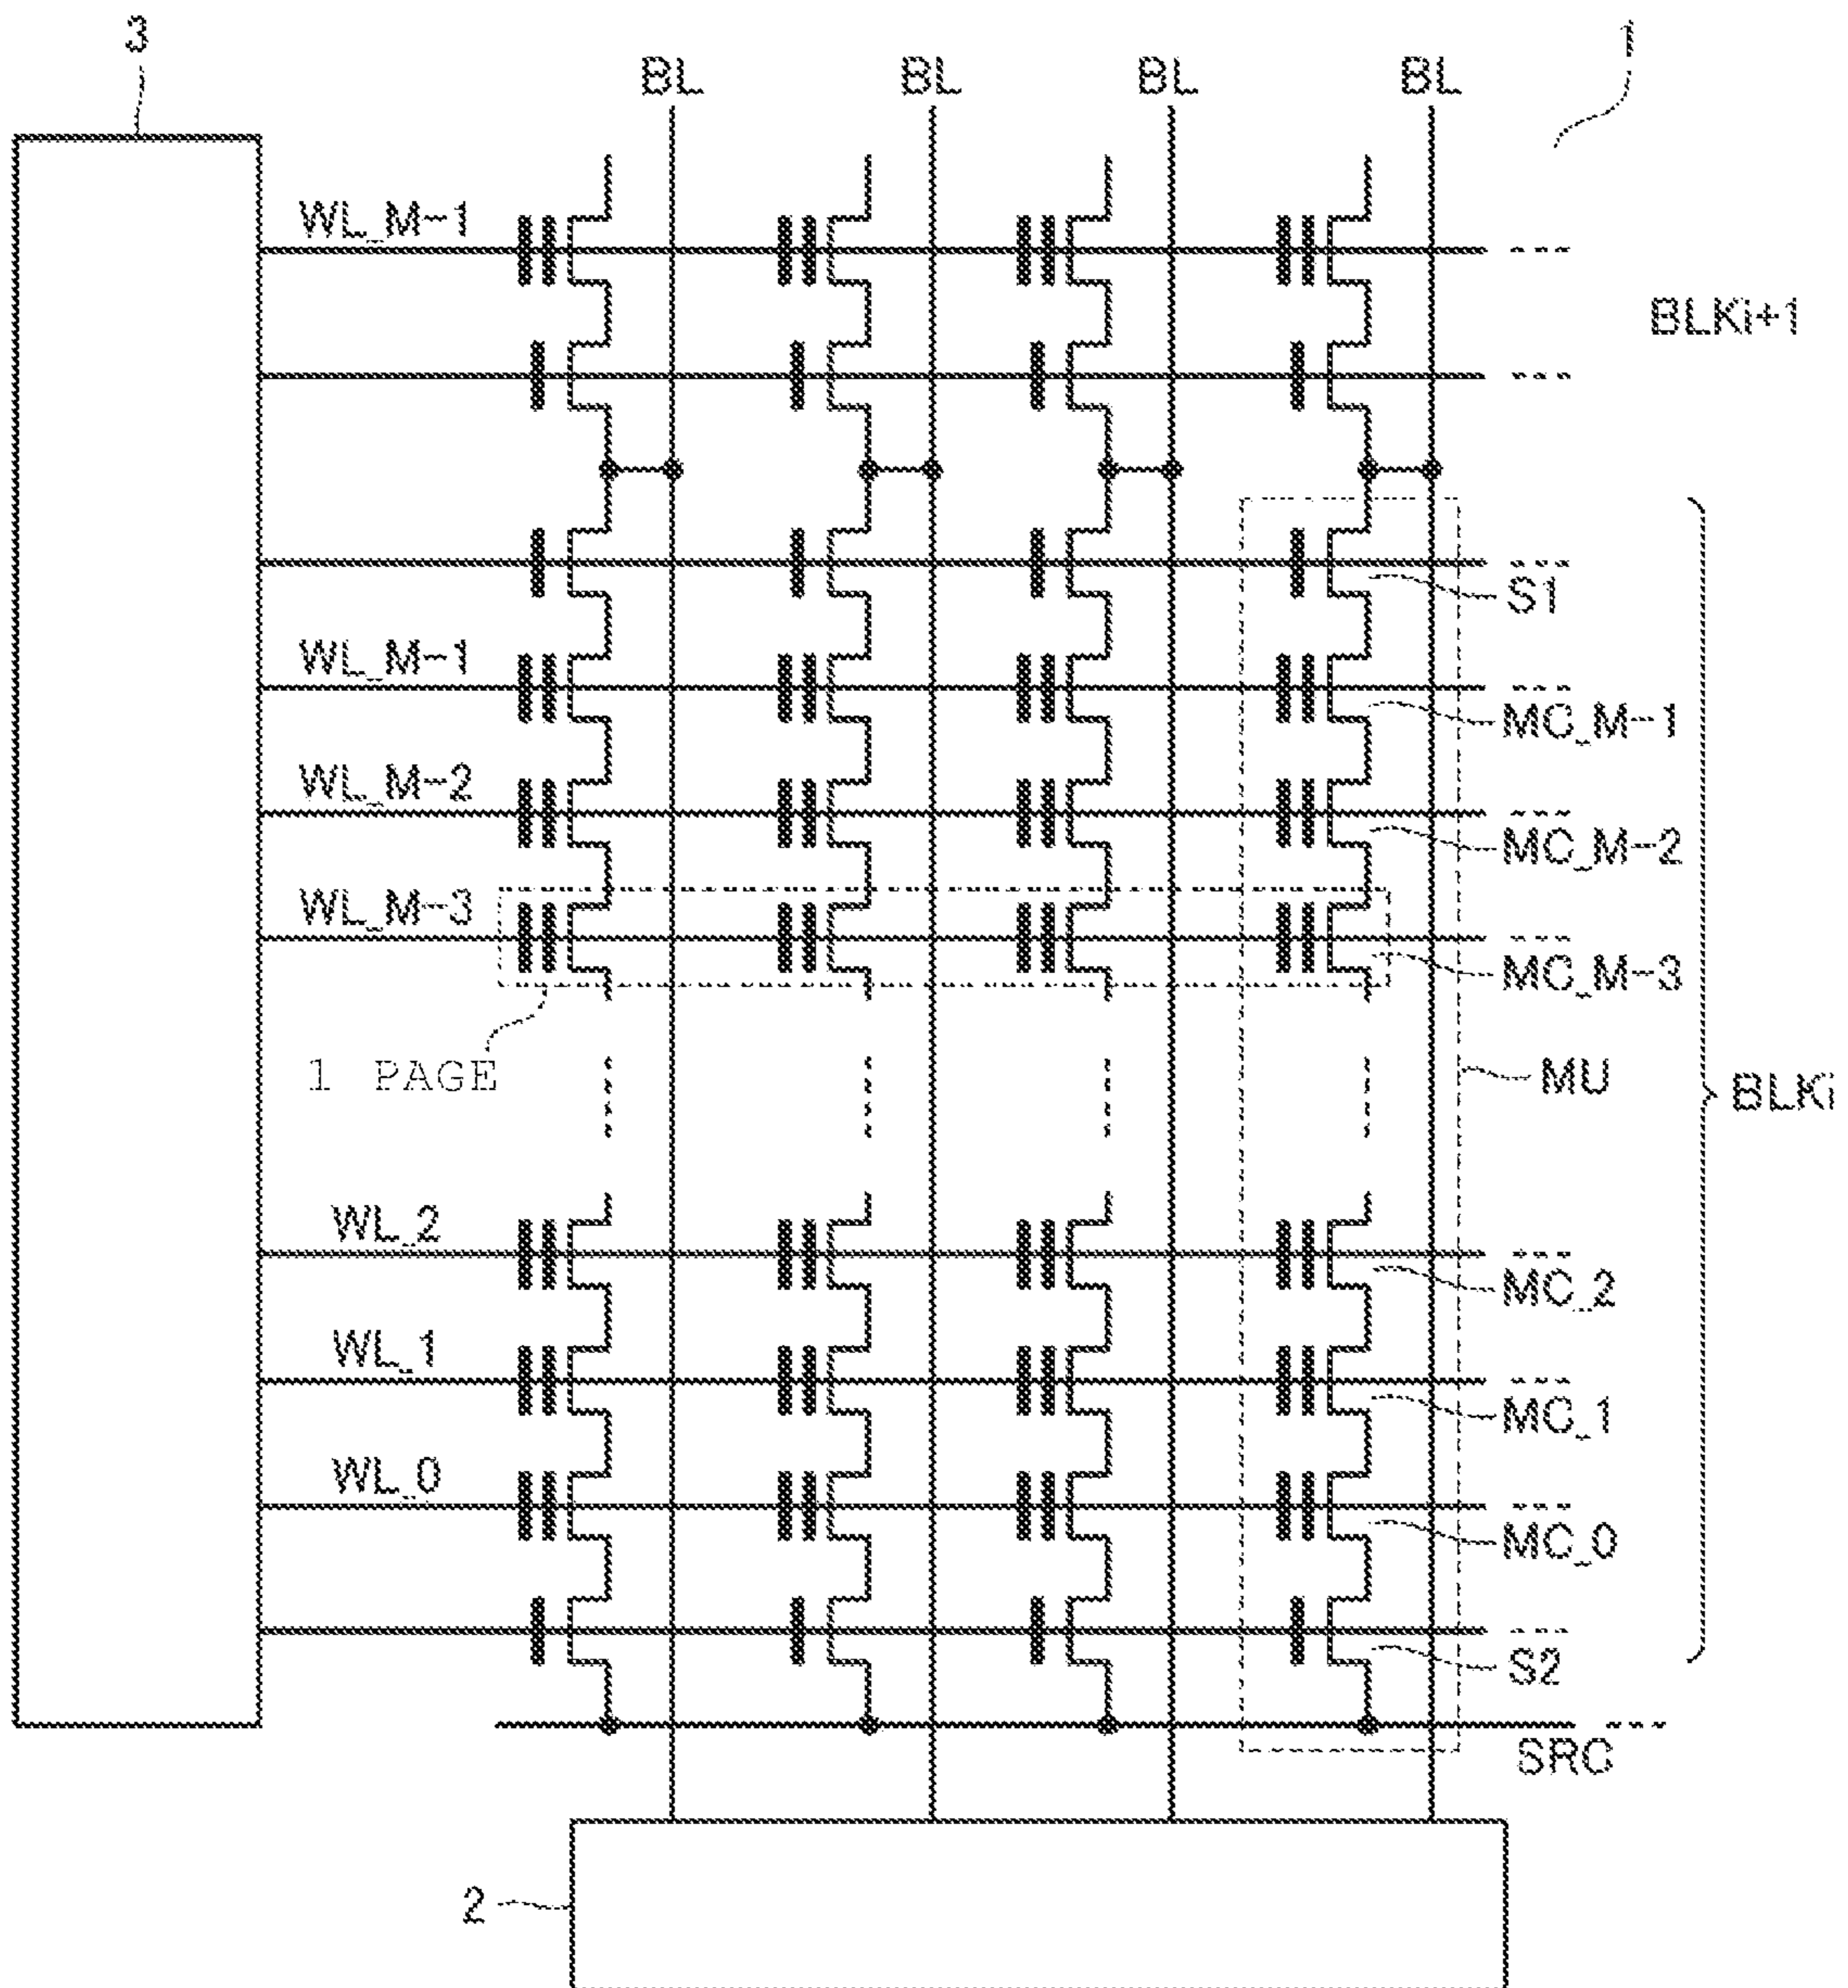 3
1
BL BL BL BL
WL_M-1
BLKi+1
S1
WL_M-1
MC_M-1
WL_M-2
MC_M-2
WL_M-3
MC_M-3
1 PAGE
MU
BLKi
WL_2
MC_2
WL_1
MC_1
WL_0
MC_0
S2
SRC
2